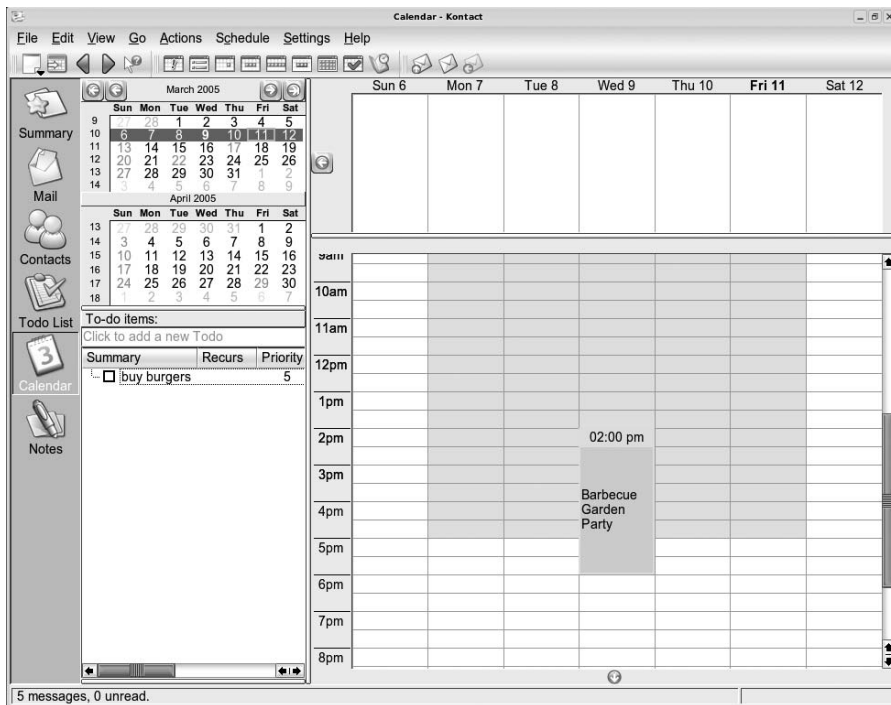 Calendar - Kontact
File Edit View Go Actions Schedule Settings Help
Summary
Mail
Contacts
Todo List
3
Calendar
Notes
March 2005
Sun Mon Tue Wed Thu Fri Sat
9 27 28 1 2 3 4 5
10 6 7 8 9 10 11 12
11 13 14 15 16 17 18 19
12 20 21 22 23 24 25 26
13 27 28 29 30 31 1 2
14 3 4 5 6 7 8 9
April 2005
Sun Mon Tue Wed Thu Fri Sat
13 27 28 29 30 31 1 2
14 3 4 5 6 7 8 9
15 10 11 12 13 14 15 16
16 17 18 19 20 21 22 23
17 24 25 26 27 28 29 30
18 1 2 3 4 5 6 7
To-do items:
Click to add a new Todo
Summary Recurs Priority
buy burgers 5
Sun 6 Mon 7 Tue 8 Wed 9 Thu 10 Fri 11 Sat 12
9am
10am
11am
12pm
1pm
2pm
3pm
4pm
5pm
6pm
7pm
8pm
02:00 pm
Barbecue
Garden
Party
5 messages, 0 unread.